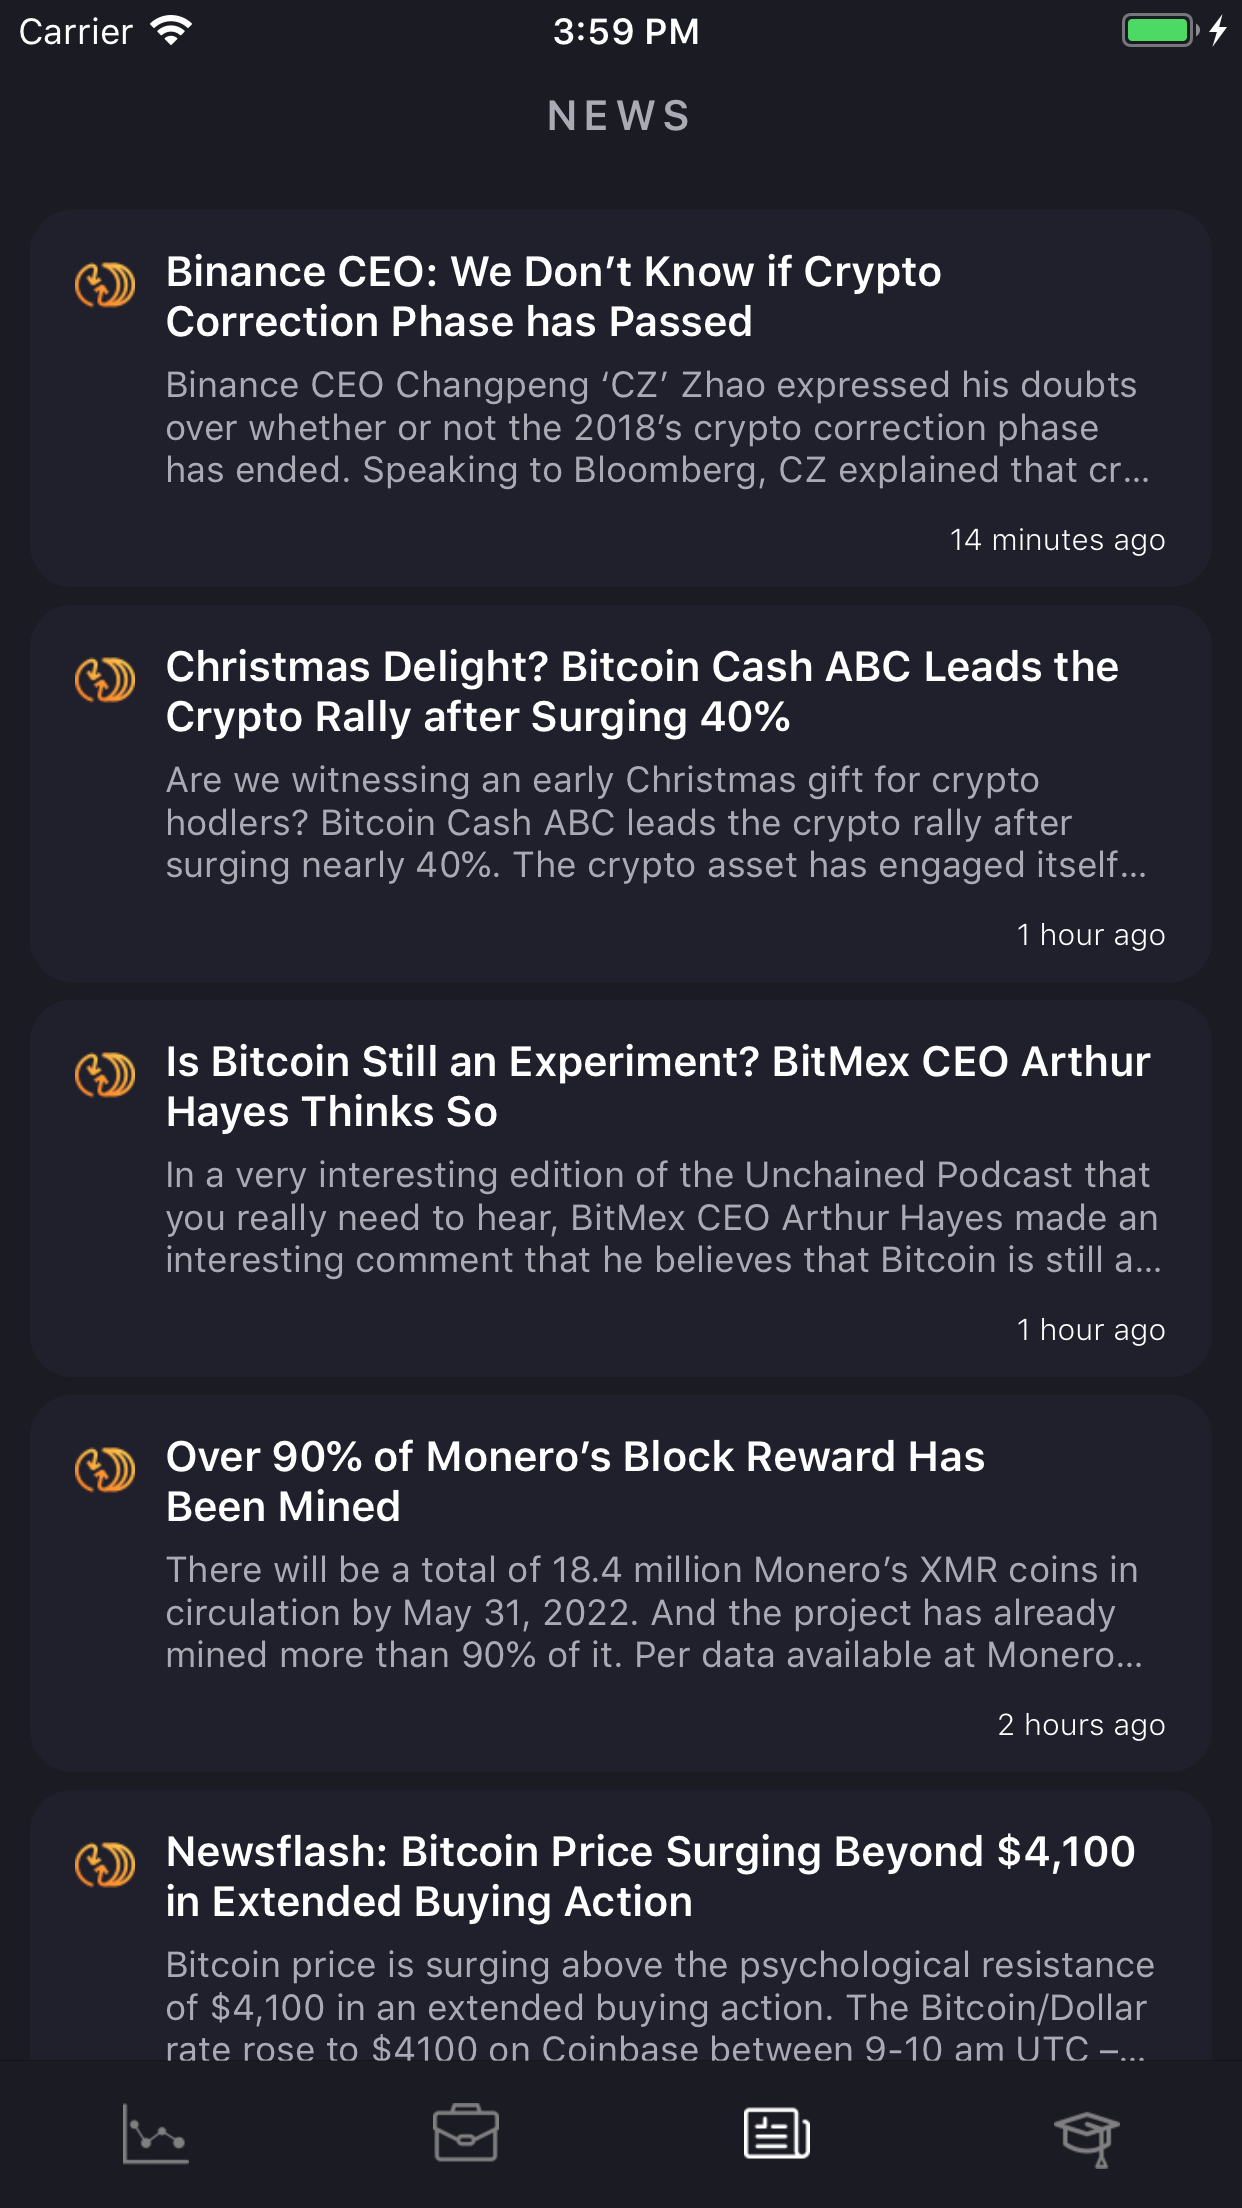 Carrier
3:59 PM
NEWS
Binance CEO: We Don’t Know if Crypto
Correction Phase has Passed
Binance CEO Changpeng ‘CZ’ Zhao expressed his doubts
over whether or not the 2018’s crypto correction phase
has ended. Speaking to Bloomberg, CZ explained that cr...
14 minutes ago
Christmas Delight? Bitcoin Cash ABC Leads the
Crypto Rally after Surging 40%
Are we witnessing an early Christmas gift for crypto
hodlers? Bitcoin Cash ABC leads the crypto rally after
surging nearly 40%. The crypto asset has engaged itself...
1 hour ago
Is Bitcoin Still an Experiment? BitMex CEO Arthur
Hayes Thinks So
In a very interesting edition of the Unchained Podcast that
you really need to hear, BitMex CEO Arthur Hayes made an
interesting comment that he believes that Bitcoin is still a...
1 hour ago
Over 90% of Monero’s Block Reward Has
Been Mined
There will be a total of 18.4 million Monero’s XMR coins in
circulation by May 31, 2022. And the project has already
mined more than 90% of it. Per data available at Monero...
2 hours ago
Newsflash: Bitcoin Price Surging Beyond $4,100
in Extended Buying Action
Bitcoin price is surging above the psychological resistance
of $4,100 in an extended buying action. The Bitcoin/Dollar
rate rose to $4100 on Coinbase between 9-10 am UTC –...